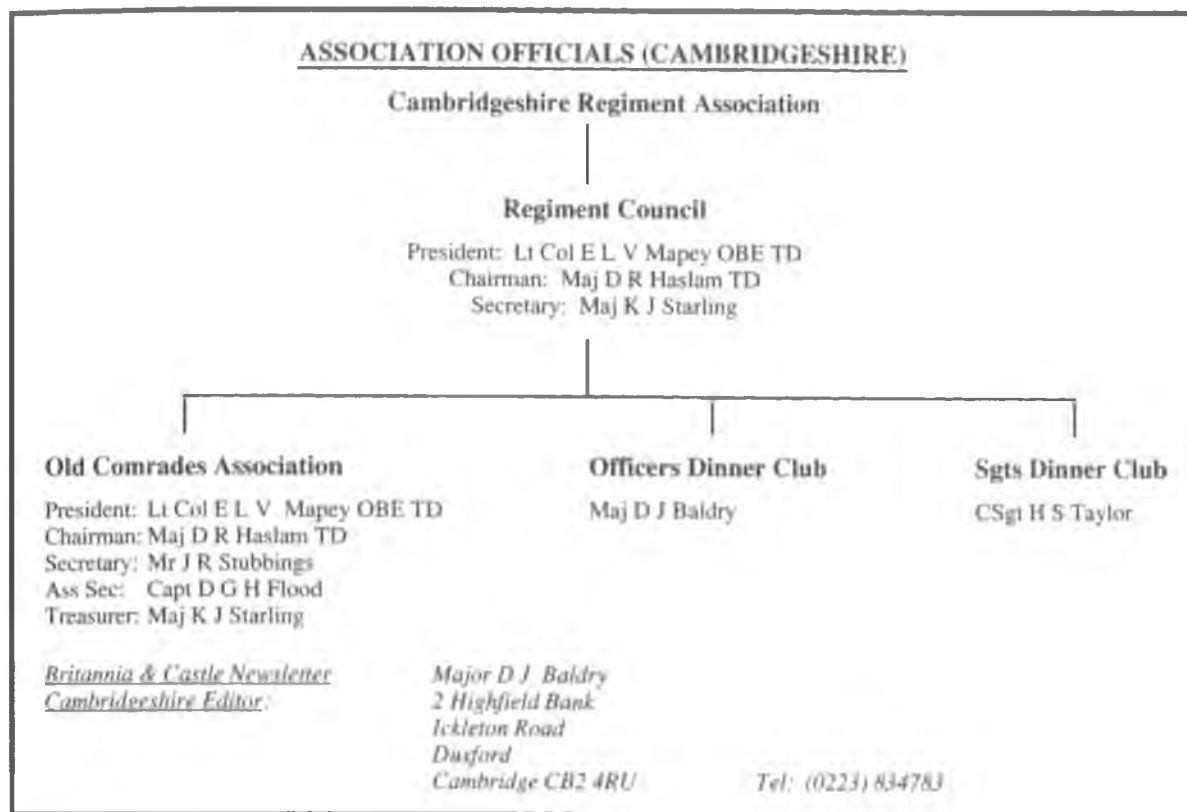 ASSOCIATION OFFICIALS (CAMBRIDGESHIRE)
Cambridgeshire Regiment Association
Regiment Council
President: Lt Col E L V Mapey OBE TD
Chairman: Maj D R Haslam TD
Secretary: Maj K J Starling
Old Comrades Association
President: Lt Col E L V Mapey OBE TD
Chairman: Maj D R Haslam TD
Secretary: Mr J R Stubbings
Ass Sec: Capt D G H Flood
Treasurer: Maj K J Starling
Officers Dinner Club
Maj D J Baldry
Sgts Dinner Club
CSgt H S Taylor
Britannia & Castle Newsletter
Cambridgeshire Editor:
Major D J Baldry
2 Highfield Bank
Ickleton Road
Duxford
Cambridge CB2 4RU Tel: (0223) 834783